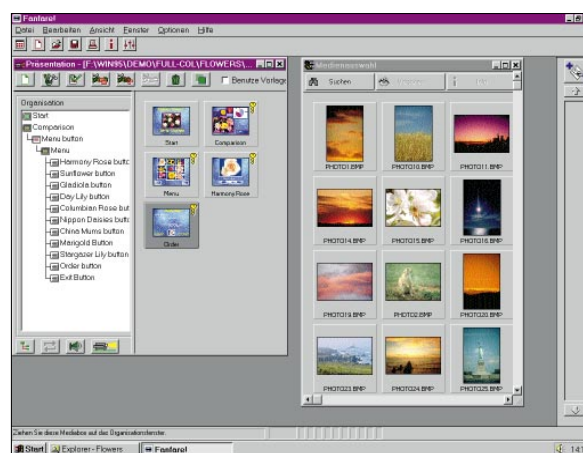 Fanfare!
Datei Bearbeiten Ansicht Fenster Optionen Hilfe
Präsentation - [F:\WIN95\DEMO\FULL-COL\FLOWERS\...
Benutze Vorlage
Organisation
Start
Comparison
Menu button
Menu
Harmony Rose butto
Sunflower button
Gladiola button
Day Lily button
Columbian Rose but
Nippon Daisies butt
China Mums button
Marigold Button
Stargazer Lily button
Order button
Exit Button
Start
Comparison
Menu
Harmony Rose
Order
Medienauswahl
Suchen
PHOTO1.BMP
PHOTO10.BMP
PHOTO11.BMP
PHOTO14.BMP
PHOTO15.BMP
PHOTO16.BMP
PHOTO19.BMP
PHOTO2.BMP
PHOTO20.BMP
PHOTO23.BMP
PHOTO24.BMP
PHOTO25.BMP
Ziehen Sie diese Mediabox auf das Organisationsfenster.
Start
Explorer - Flowers
Fanfare!